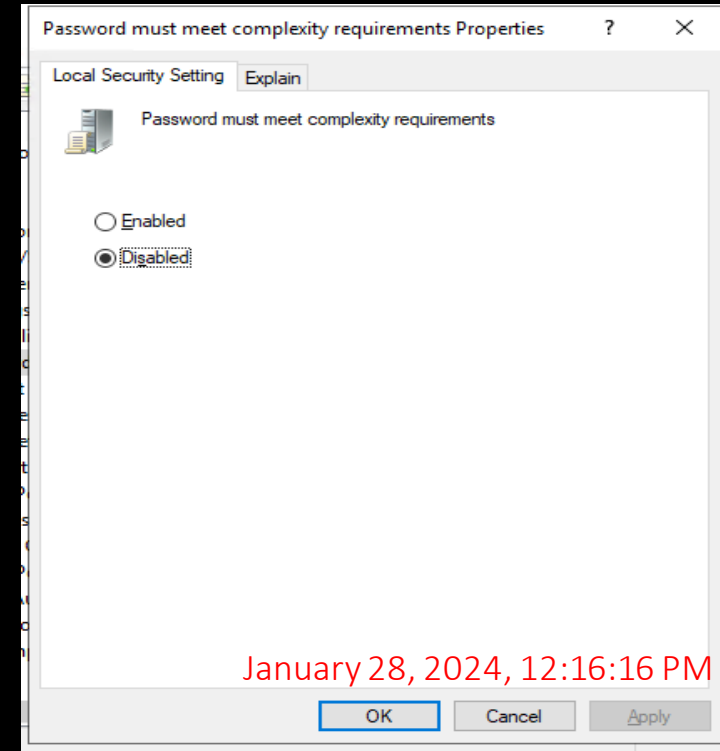 Password must meet complexity requirements Properties ? ×
Local Security Setting Explain
Password must meet complexity requirements
Enabled
Disabled
January 28, 2024, 12:16:16 PM
OK Cancel Apply